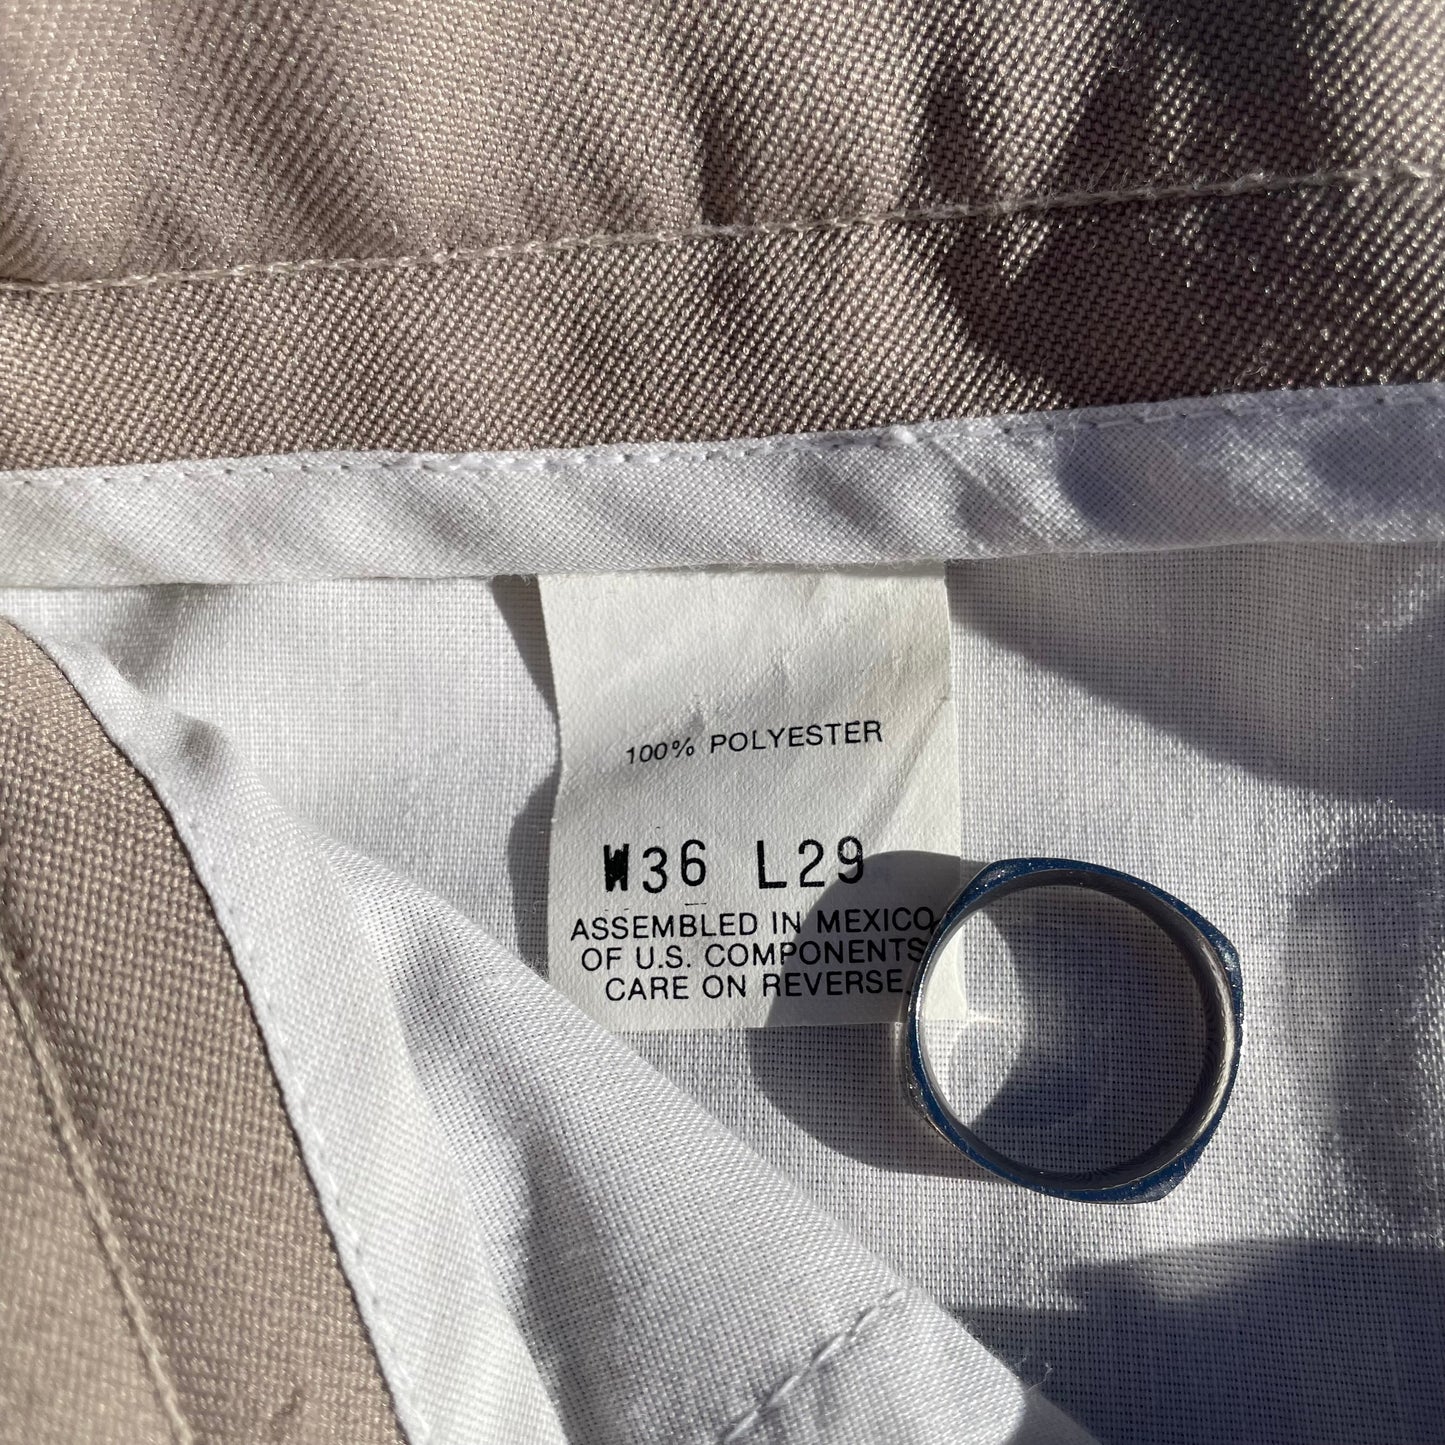 100% POLYESTER
W36 L29
ASSEMBLED IN MEXICO
OF U.S. COMPONENTS
CARE ON REVERSE.